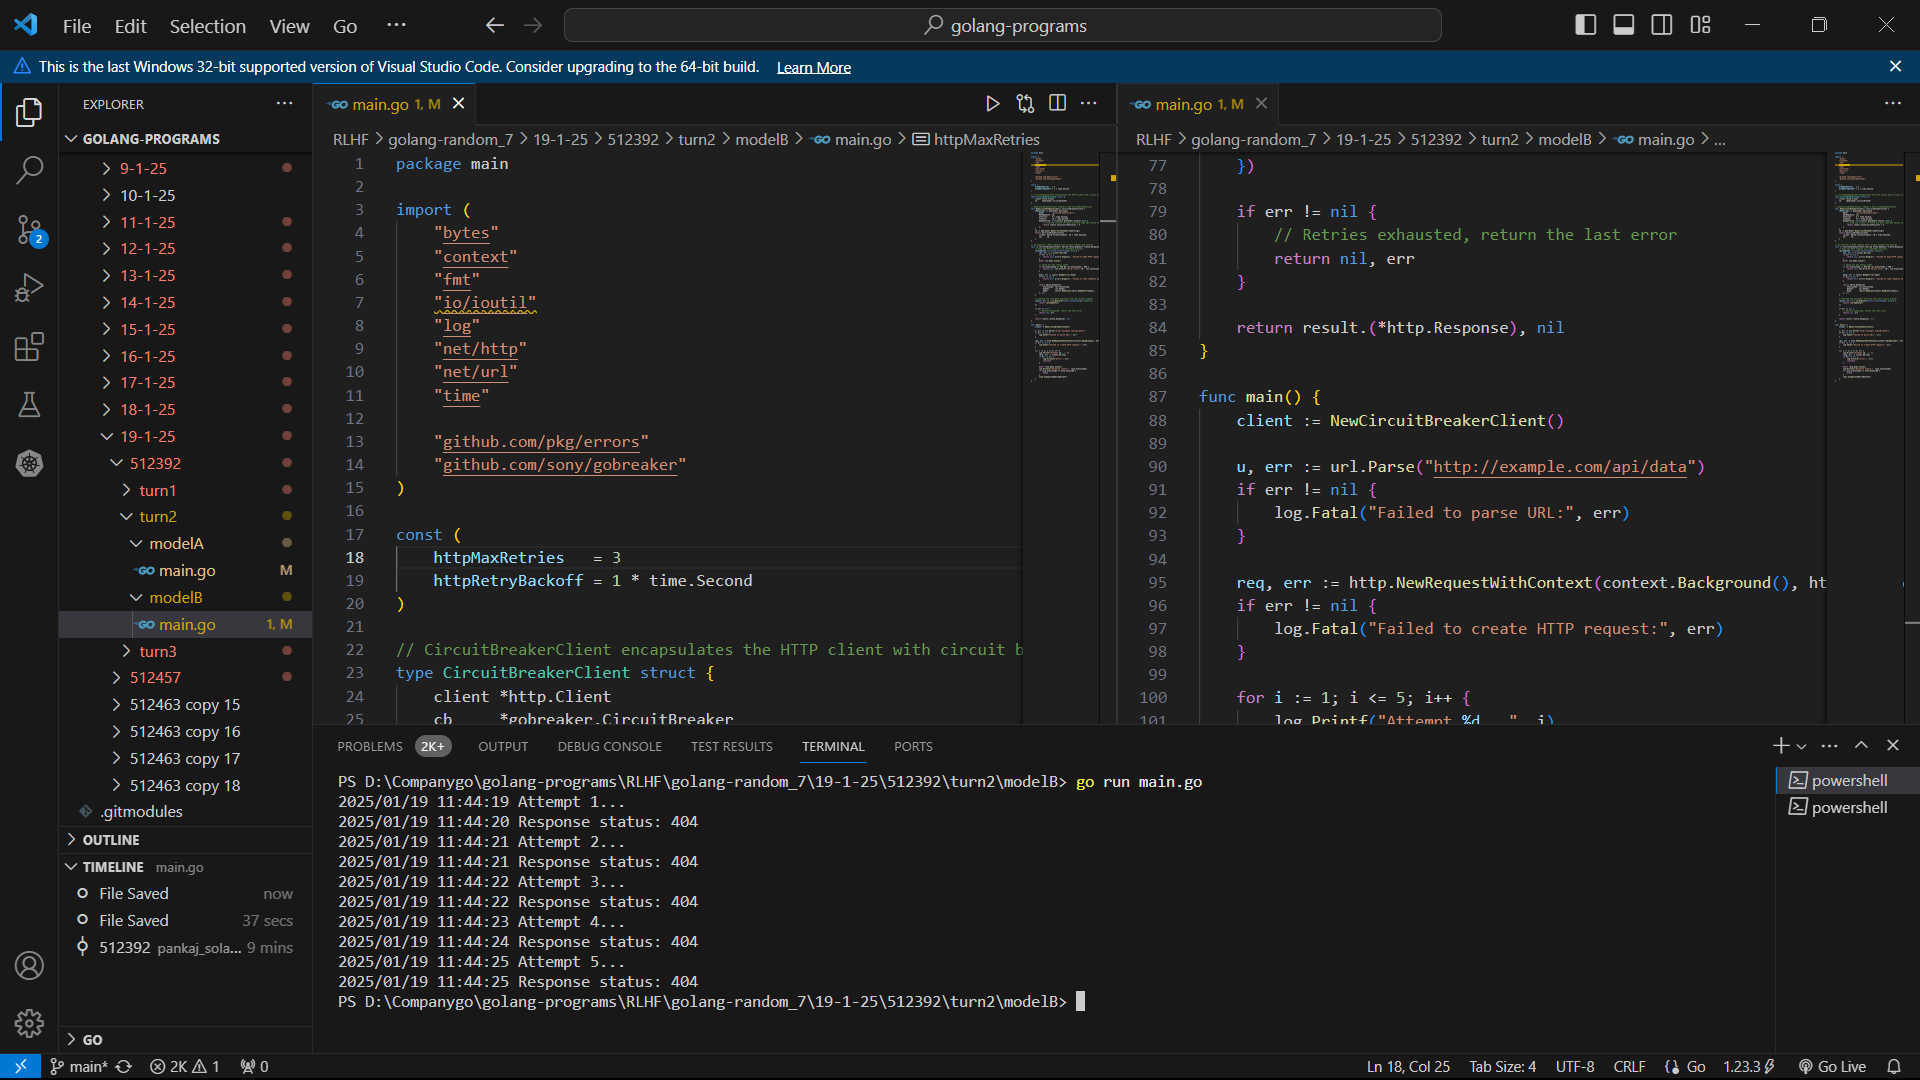 File Edit Selection View Go ···
golang-programs
This is the last Windows 32-bit supported version of Visual Studio Code. Consider upgrading to the 64-bit build. Learn More
EXPLORER
GOLANG-PROGRAMS
9-1-25
10-1-25
11-1-25
12-1-25
13-1-25
14-1-25
15-1-25
16-1-25
17-1-25
18-1-25
19-1-25
512392
turn1
turn2
modelA
GO main.go M
modelB
GO main.go 1, M
turn3
512457
512463 copy 15
512463 copy 16
512463 copy 17
512463 copy 18
.gitmodules
OUTLINE
TIMELINE main.go
File Saved now
File Saved 37 secs
512392 pankaj_sola... 9 mins
GO
2
GO main.go 1, M
RLHF > golang-random_7 > 19-1-25 > 512392 > turn2 > modelB > GO main.go > httpMaxRetries
1 package main
2
3 import (
4 "bytes"
5 "context"
6 "fmt"
7 "io/ioutil"
8 "log"
9 "net/http"
10 "net/url"
11 "time"
12
13 "github.com/pkg/errors"
14 "github.com/sony/gobreaker"
15 )
16
17 const (
18 httpMaxRetries = 3
19 httpRetryBackoff = 1 * time.Second
20 )
21
22 // CircuitBreakerClient encapsulates the HTTP client with circuit b
23 type CircuitBreakerClient struct {
24 client *http.Client
25 cb *gobreaker.CircuitBreaker
GO main.go 1, M
RLHF > golang-random_7 > 19-1-25 > 512392 > turn2 > modelB > GO main.go > ...
77 })
78
79 if err != nil {
80 // Retries exhausted, return the last error
81 return nil, err
82 }
83
84 return result.(*http.Response), nil
85 }
86
87 func main() {
88 client := NewCircuitBreakerClient()
89
90 u, err := url.Parse("http://example.com/api/data")
91 if err != nil {
92 log.Fatal("Failed to parse URL:", err)
93 }
94
95 req, err := http.NewRequestWithContext(context.Background(), ht
96 if err != nil {
97 log.Fatal("Failed to create HTTP request:", err)
98 }
99
100 for i := 1; i <= 5; i++ {
101 log.Printf("Attempt %d...", i)
PROBLEMS 2K+ OUTPUT DEBUG CONSOLE TEST RESULTS TERMINAL PORTS
PS D:\Companygo\golang-programs\RLHF\golang-random_7\19-1-25\512392\turn2\modelB> go run main.go
2025/01/19 11:44:19 Attempt 1...
2025/01/19 11:44:20 Response status: 404
2025/01/19 11:44:21 Attempt 2...
2025/01/19 11:44:21 Response status: 404
2025/01/19 11:44:22 Attempt 3...
2025/01/19 11:44:22 Response status: 404
2025/01/19 11:44:23 Attempt 4...
2025/01/19 11:44:24 Response status: 404
2025/01/19 11:44:25 Attempt 5...
2025/01/19 11:44:25 Response status: 404
PS D:\Companygo\golang-programs\RLHF\golang-random_7\19-1-25\512392\turn2\modelB>
powershell
powershell
main* 2K 1 0
Ln 18, Col 25 Tab Size: 4 UTF-8 CRLF Go 1.23.3 Go Live